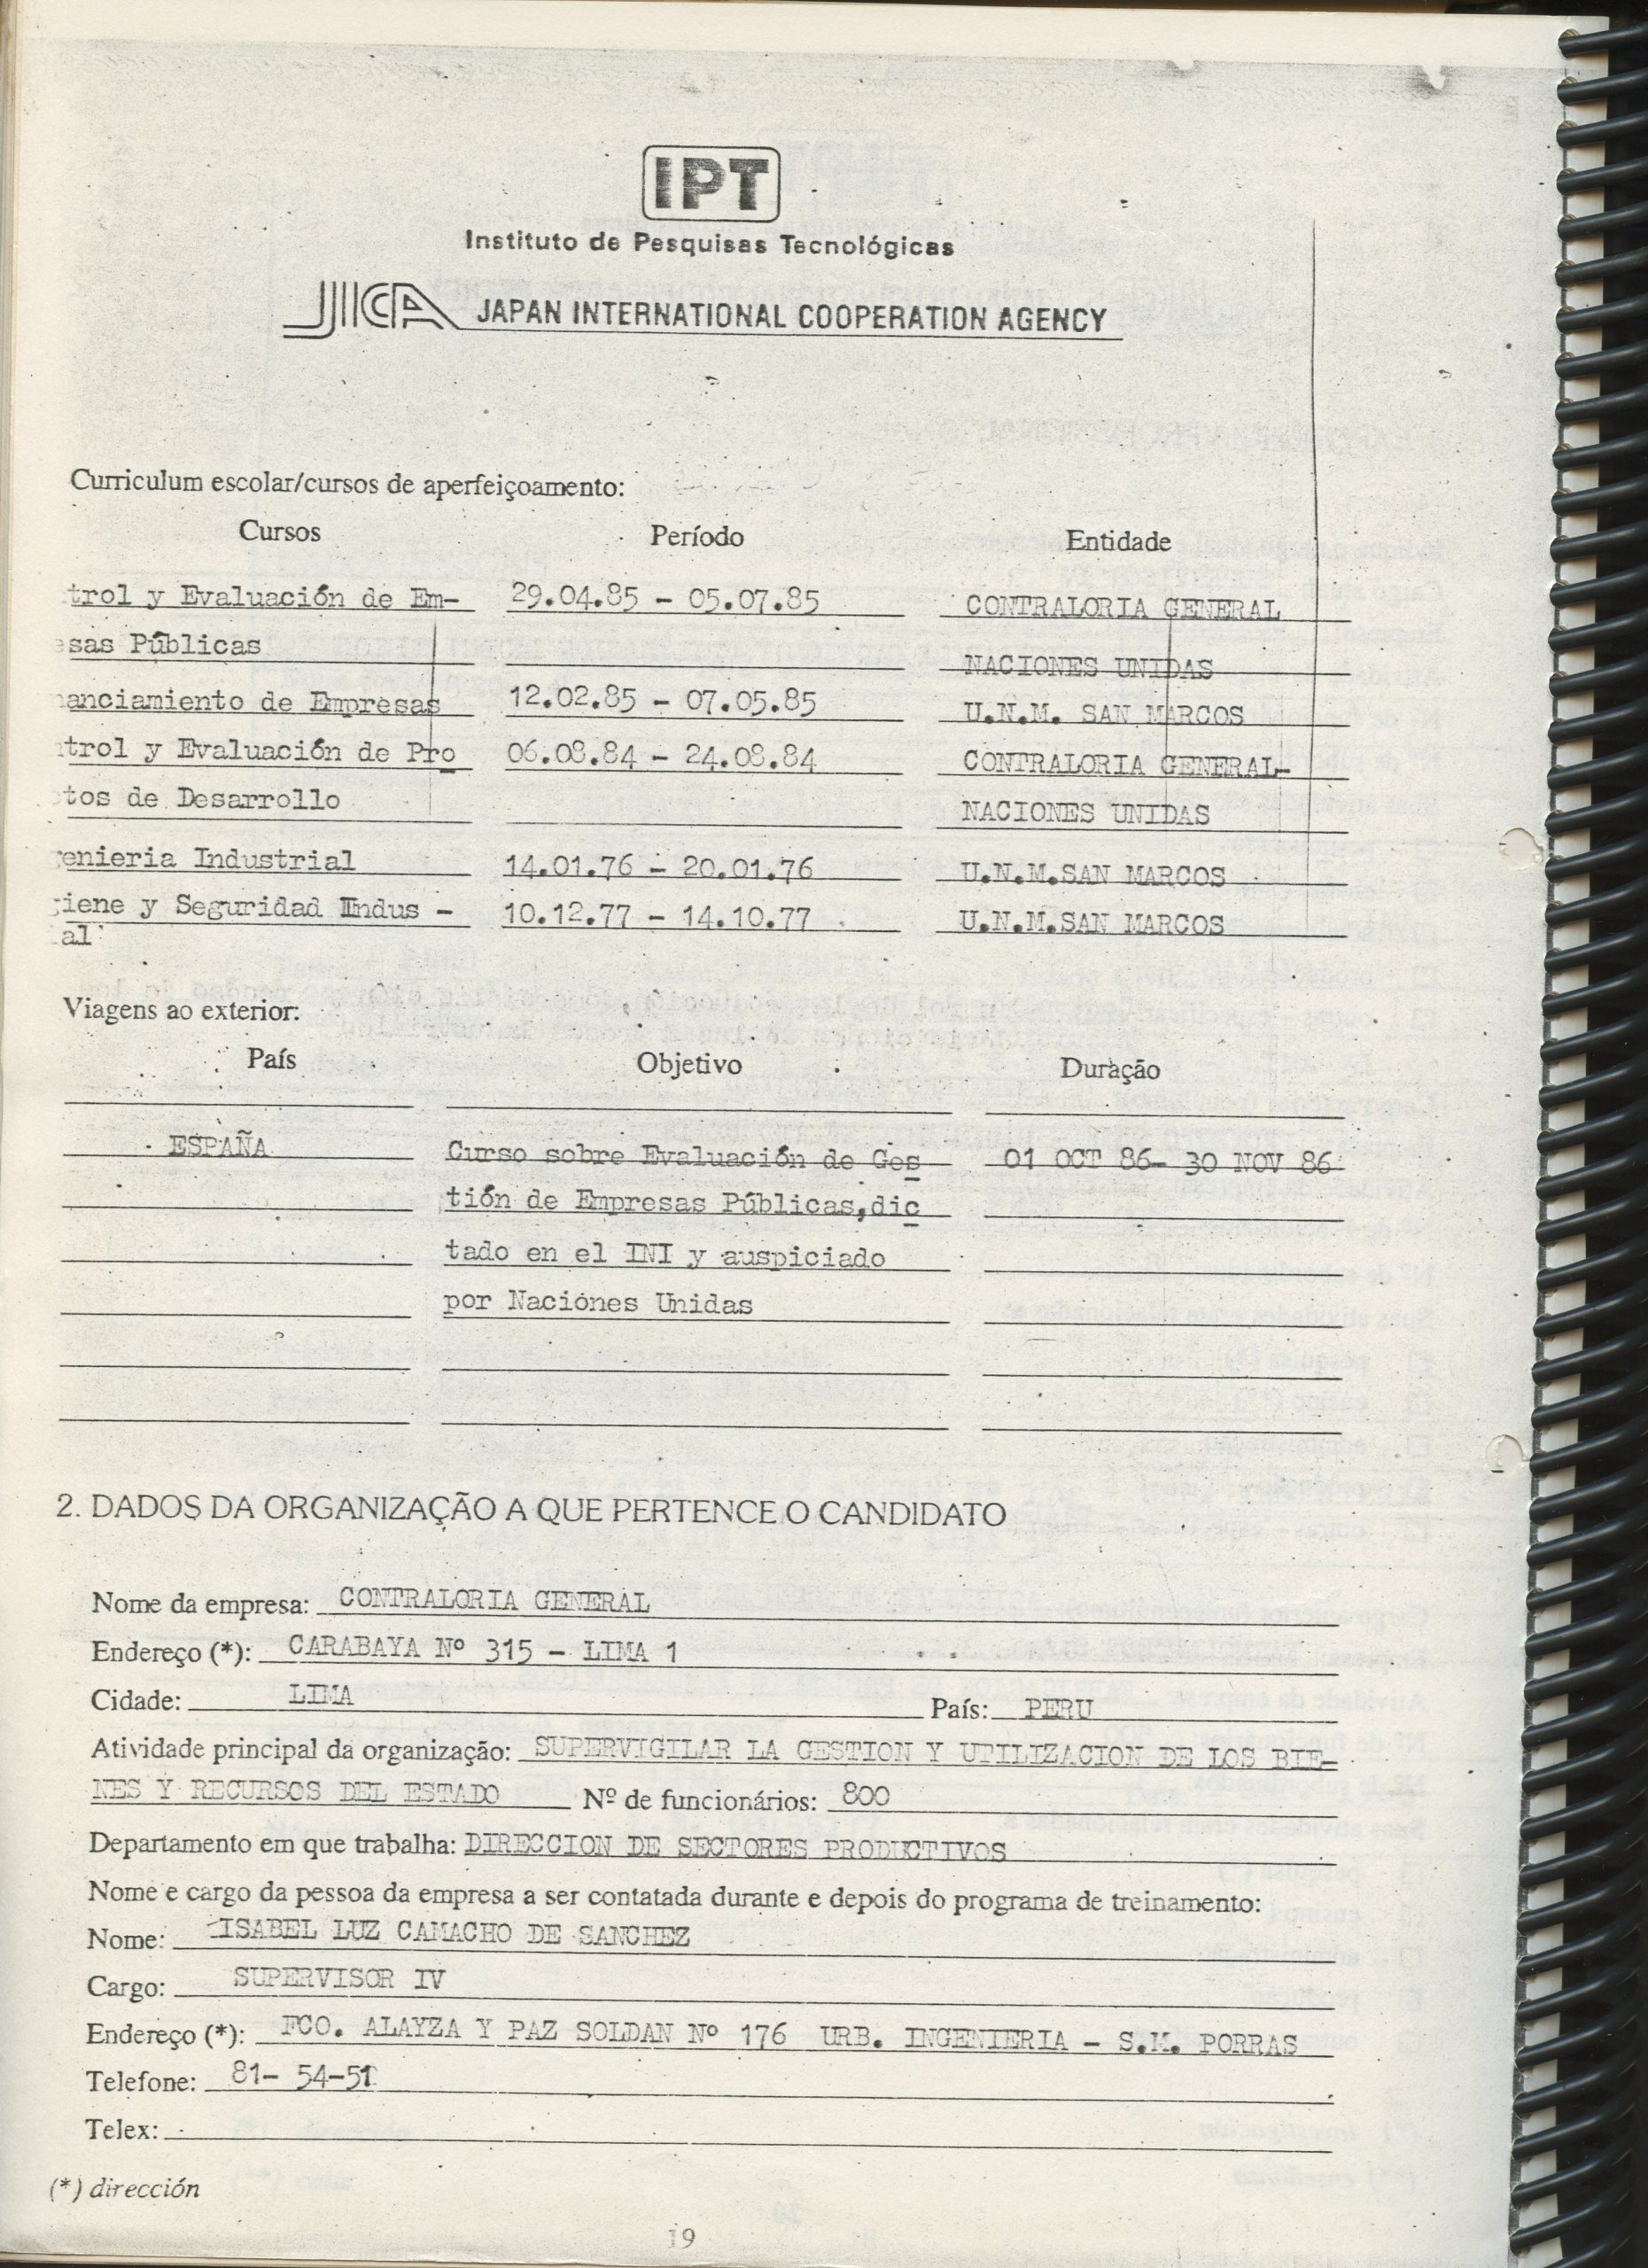 IPT
Instituto de Pesquisas Tecnológicas
JICA JAPAN INTERNATIONAL COOPERATION AGENCY
Curriculum escolar/cursos de aperfeiçoamento:
Cursos Período Entidade
trol y Evaluación de Em- 29.04.85 - 05.07.85 CONTRALORIA GENERAL
esas Públicas NACIONES UNIDAS
nanciamiento de Empresas 12.02.85 - 07.05.85 U.N.M. SAN MARCOS
ntrol y Evaluación de Pro 06.08.84 - 24.08.84 CONTRALORIA GENERAL-
ctos de Desarrollo NACIONES UNIDAS
genieria Industrial 14.01.76 - 20.01.76 U.N.M.SAN MARCOS
giene y Seguridad IIndus - 10.12.77 - 14.10.77 U.N.M.SAN MARCOS
al
Viagens ao exterior:
País Objetivo Duração
ESPAÑA Curso sobre Evaluación de Ges 01 OCT 86- 30 NOV 86
tión de Empresas Públicas,dic
tado en el INI y auspiciado
por Naciónes Unidas
2. DADOS DA ORGANIZAÇÃO A QUE PERTENCE O CANDIDATO
Nome da empresa: CONTRALORIA GENERAL
Endereço (*): CARABAYA Nº 315 - LIMA 1
Cidade: LIMA País: PERU
Atividade principal da organização: SUPERVIGILAR LA GESTION Y UTILIZACION DE LOS BIE-
NES Y RECURSOS DEL ESTADO Nº de funcionários: 800
Departamento em que trabalha: DIRECCION DE SECTORES PRODUCTIVOS
Nome e cargo da pessoa da empresa a ser contatada durante e depois do programa de treinamento:
Nome: ISABEL LUZ CAMACHO DE SANCHEZ
Cargo: SUPERVISOR IV
Endereço (*): FCO. ALAYZA Y PAZ SOLDAN Nº 176 URB. INGENIERIA - S.M. PORRAS
Telefone: 81- 54-51
Telex:
(*) dirección
19